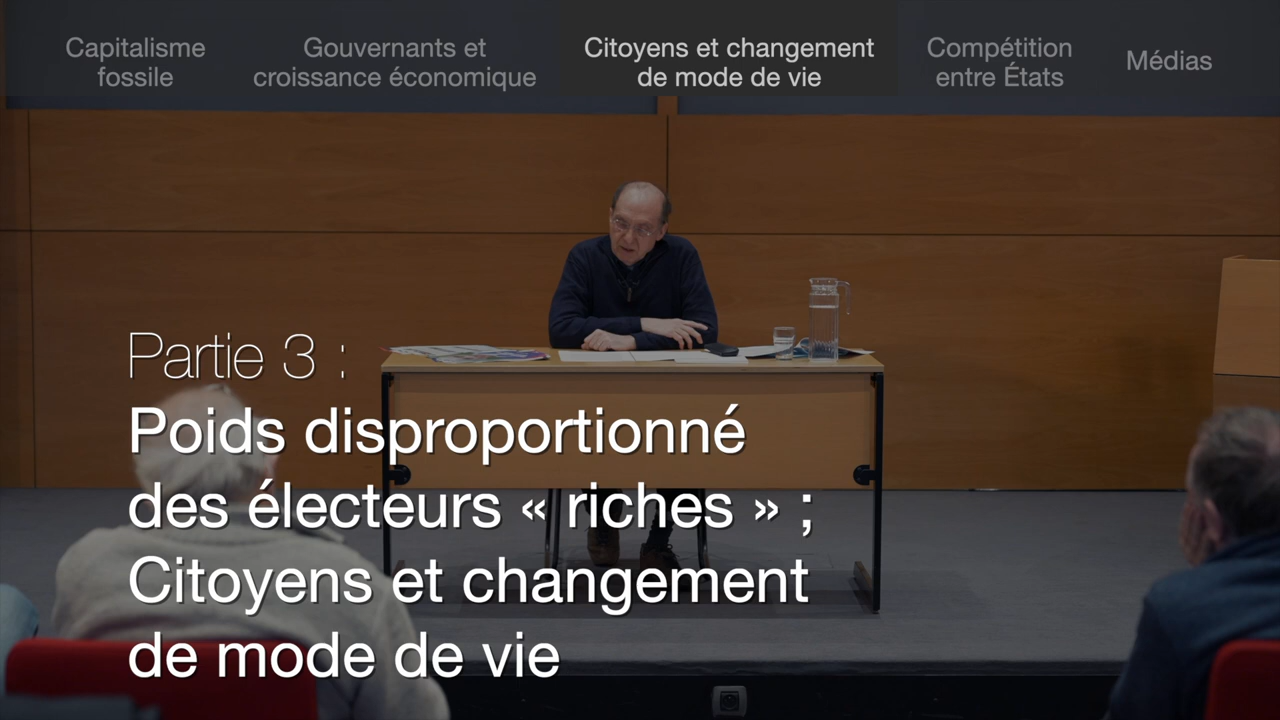 Capitalisme
fossile
Gouvernants et
croissance économique
Citoyens et changement
de mode de vie
Compétition
entre États
Médias
Partie 3 :
Poids disproportionné
des électeurs « riches » ;
Citoyens et changement
de mode de vie